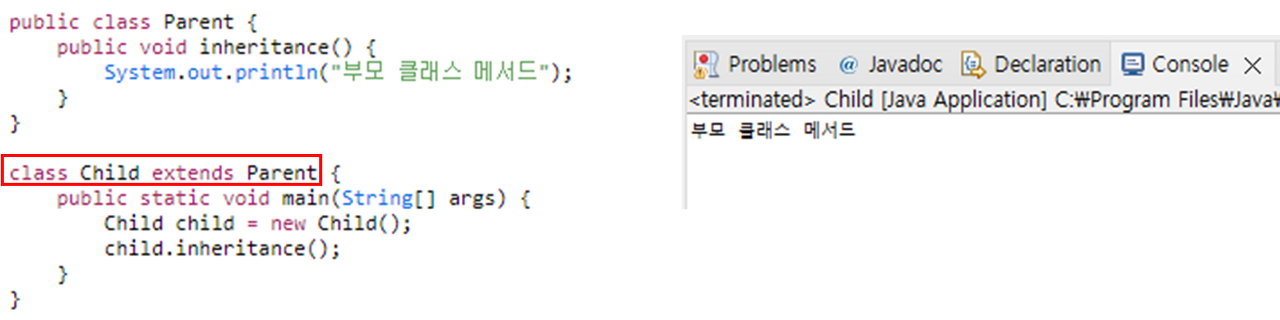 public class Parent {
public void inheritance() {
System.out.println("부모 클래스 메서드");
}
}
class Child extends Parent {
public static void main(String[] args) {
Child child = new Child();
child.inheritance();
}
}
Problems @ Javadoc Declaration Console
<terminated> Child [Java Application] C:₩Program Files₩Java₩
부모 클래스 메서드